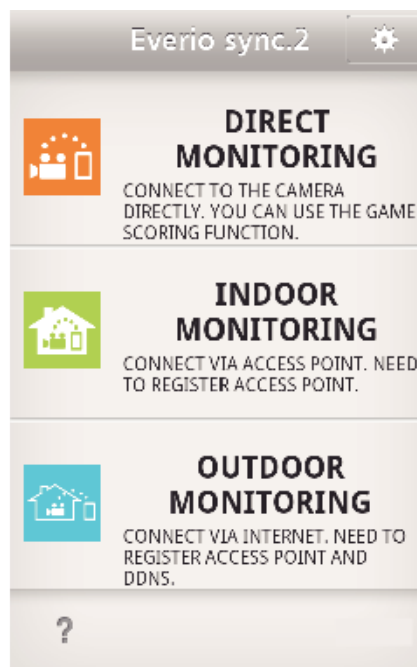 Everio sync.2
DIRECT
MONITORING
CONNECT TO THE CAMERA
DIRECTLY. YOU CAN USE THE GAME
SCORING FUNCTION.
INDOOR
MONITORING
CONNECT VIA ACCESS POINT. NEED
TO REGISTER ACCESS POINT.
OUTDOOR
MONITORING
CONNECT VIA INTERNET. NEED TO
REGISTER ACCESS POINT AND
DDNS.
?